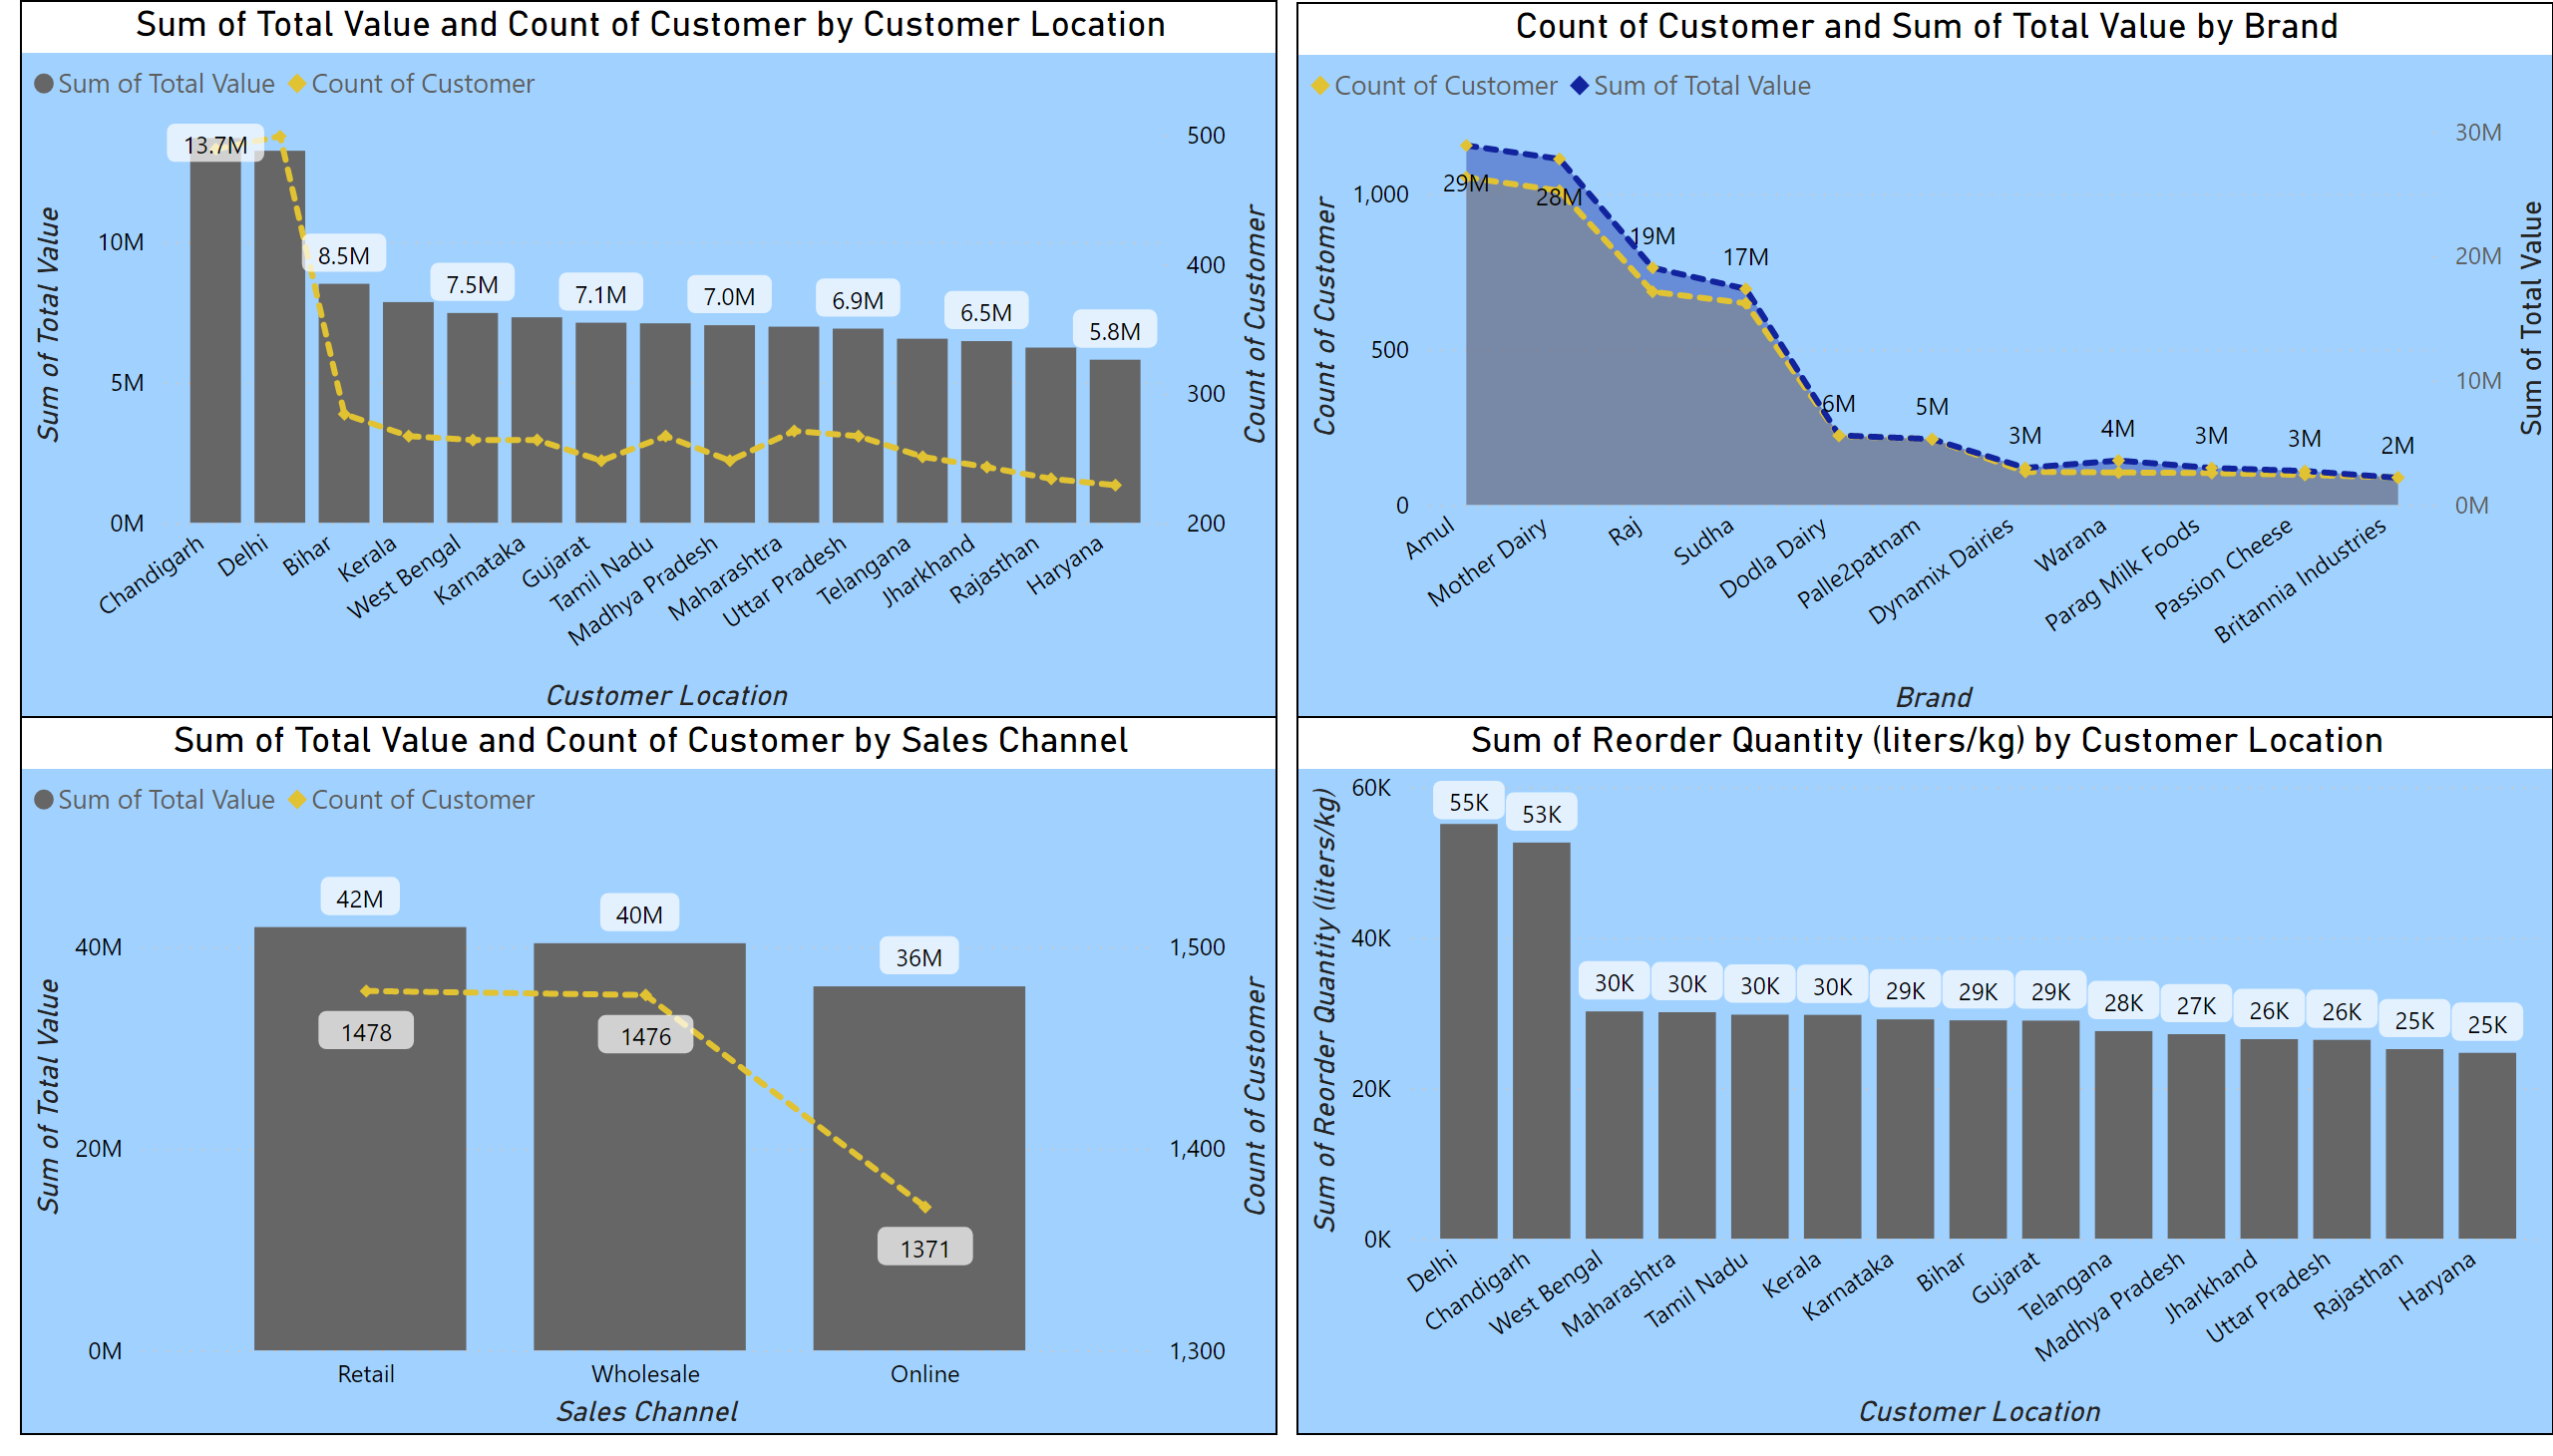 Sum of Total Value and Count of Customer by Customer Location
Sum of Total Value Count of Customer
13.7M
8.5M
7.5M
7.1M
7.0M
6.9M
6.5M
5.8M
10M
5M
0M
500
400
300
200
Sum of Total Value
Count of Customer
Chandigarh
Delhi
Bihar
Kerala
West Bengal
Karnataka
Gujarat
Tamil Nadu
Madhya Pradesh
Maharashtra
Uttar Pradesh
Telangana
Jharkhand
Rajasthan
Haryana
Customer Location
Count of Customer and Sum of Total Value by Brand
Count of Customer Sum of Total Value
29M
28M
19M
17M
6M
5M
3M
4M
3M
3M
2M
1,000
500
0
30M
20M
10M
0M
Count of Customer
Sum of Total Value
Amul
Mother Dairy
Raj
Sudha
Dodla Dairy
Palle2patnam
Dynamix Dairies
Warana
Parag Milk Foods
Passion Cheese
Britannia Industries
Brand
Sum of Total Value and Count of Customer by Sales Channel
Sum of Total Value Count of Customer
42M
40M
36M
1478
1476
1371
40M
20M
0M
1,500
1,400
1,300
Sum of Total Value
Count of Customer
Retail
Wholesale
Online
Sales Channel
Sum of Reorder Quantity (liters/kg) by Customer Location
60K
40K
20K
0K
55K
53K
30K
30K
30K
30K
29K
29K
29K
28K
27K
26K
26K
25K
25K
Sum of Reorder Quantity (liters/kg)
Delhi
Chandigarh
West Bengal
Maharashtra
Tamil Nadu
Kerala
Karnataka
Bihar
Gujarat
Telangana
Madhya Pradesh
Jharkhand
Uttar Pradesh
Rajasthan
Haryana
Customer Location